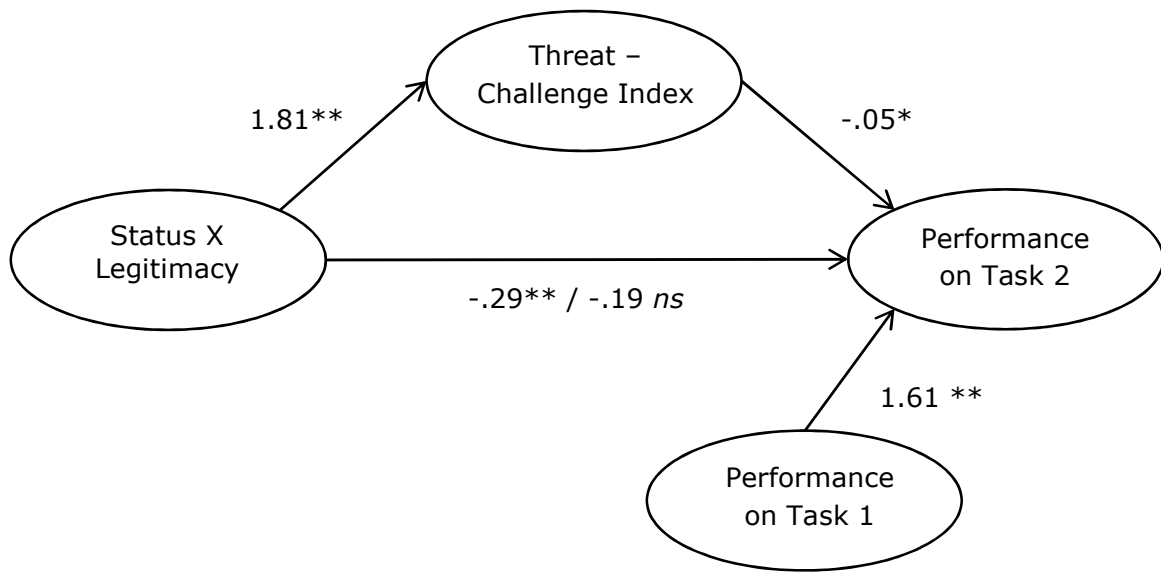 Threat –
Challenge Index
1.81**
-.05*
Status X
Legitimacy
Performance
on Task 2
-.29** / -.19 ns
1.61 **
Performance
on Task 1